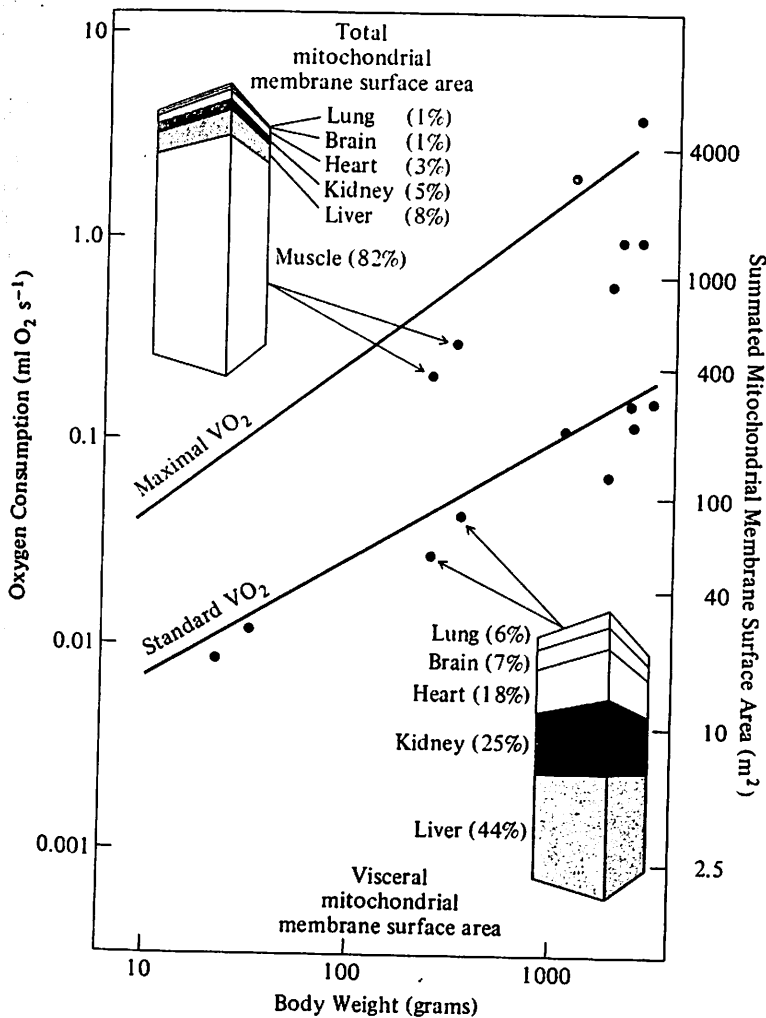 10
1.0
0.1
0.01
0.001
Oxygen Consumption (ml O₂ s⁻¹)
Total
mitochondrial
membrane surface area
Lung (1%)
Brain (1%)
Heart (3%)
Kidney (5%)
Liver (8%)
Muscle (82%)
Maximal VO₂
Standard VO₂
Lung (6%)
Brain (7%)
Heart (18%)
Kidney (25%)
Liver (44%)
Visceral
mitochondrial
membrane surface area
4000
1000
400
100
40
10
2.5
Summated Mitochondrial Membrane Surface Area (m²)
10
100
1000
Body Weight (grams)